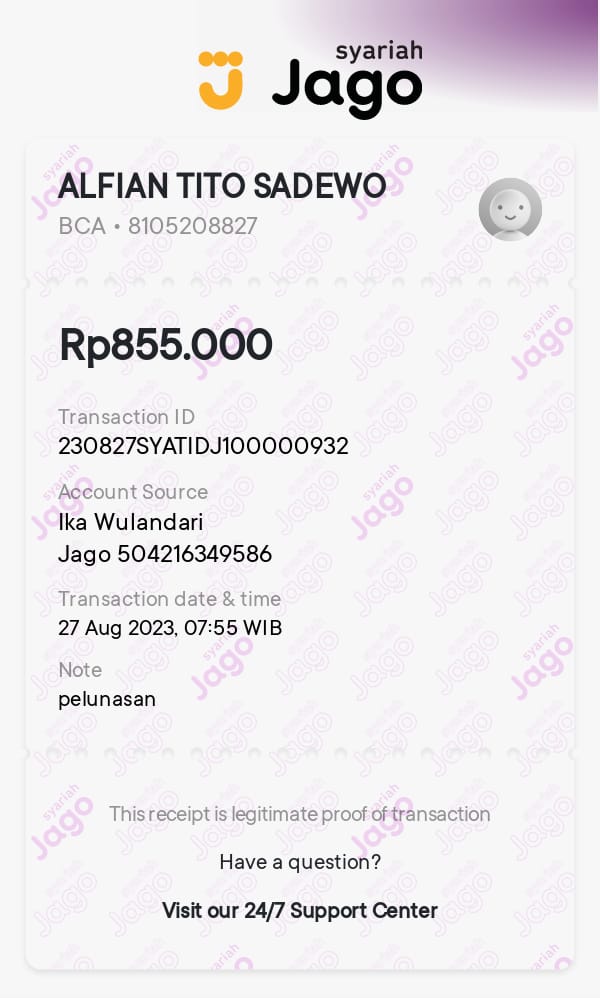 syariah
Jago
ALFIAN TITO SADEWO
BCA • 8105208827
Rp855.000
Transaction ID
230827SYATIDJ100000932
Account Source
Ika Wulandari
Jago 504216349586
Transaction date & time
27 Aug 2023, 07:55 WIB
Note
pelunasan
This receipt is legitimate proof of transaction
Have a question?
Visit our 24/7 Support Center